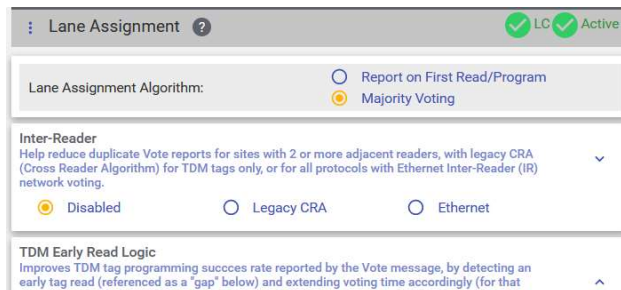 Lane Assignment ? LC Active
Lane Assignment Algorithm:
Report on First Read/Program
Majority Voting
Inter-Reader
Help reduce duplicate Vote reports for sites with 2 or more adjacent readers, with legacy CRA
(Cross Reader Algorithm) for TDM tags only, or for all protocols with Ethernet Inter-Reader (IR)
network voting.
Disabled Legacy CRA Ethernet
TDM Early Read Logic
Improves TDM tag programming succces rate reported by the Vote message, by detecting an
early tag read (referenced as a "gap" below) and extending voting time accordingly (for that